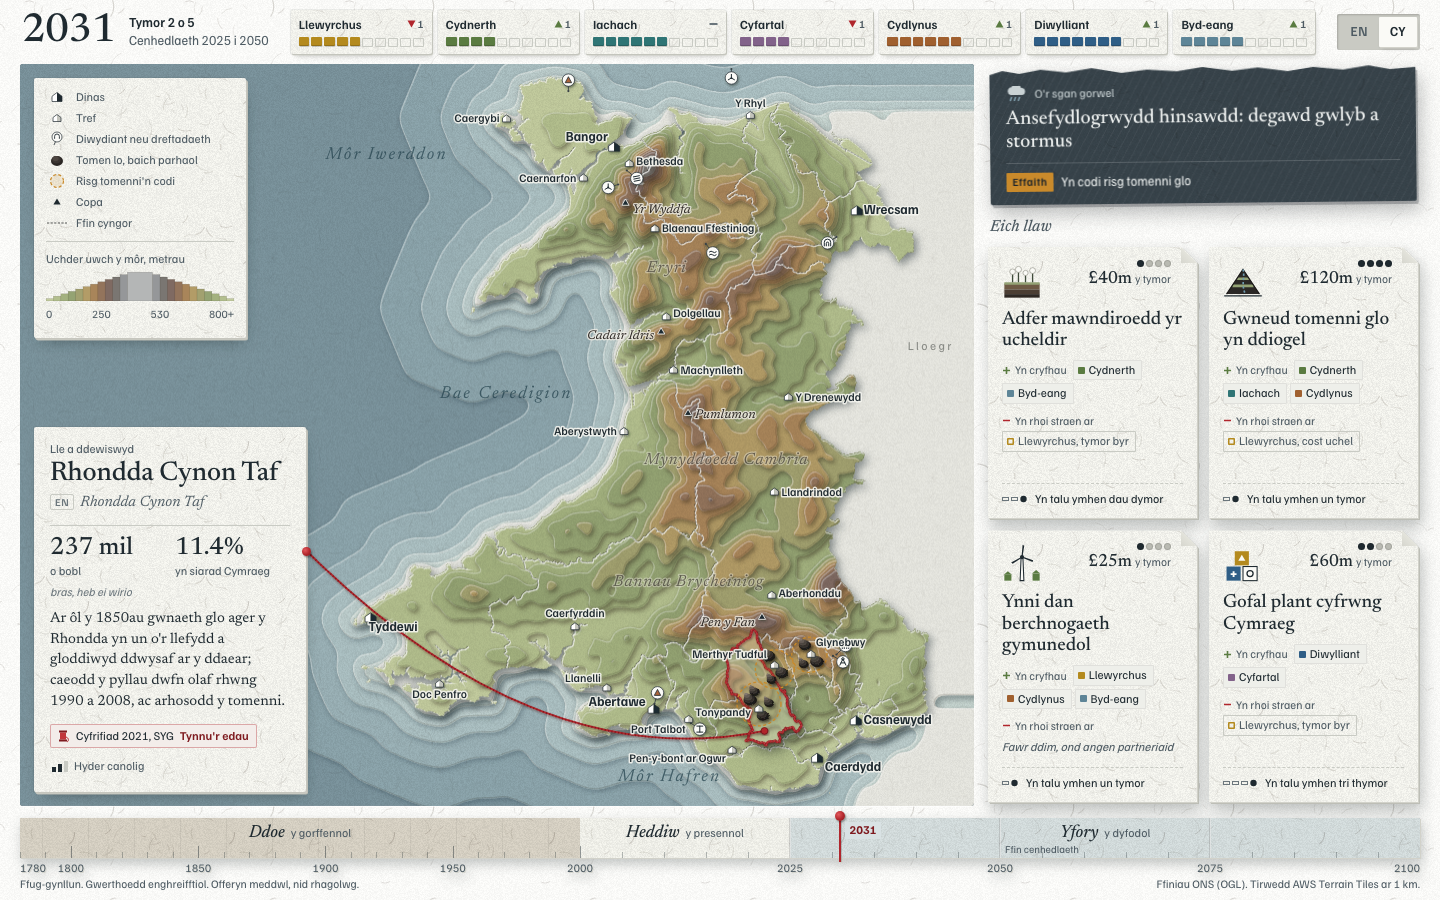 2031
Tymor 2 o 5
Cenhedlaeth 2025 i 2050
Llewyrchus 1
Cydnerth 1
Iachach
Cyfartal 1
Cydlynus 1
Diwylliant 1
Byd-eang 1
EN CY
Dinas
Tref
Diwydiant neu dreftadaeth
Tomen lo, baich parhaol
Risg tomenni'n codi
Copa
Ffin cyngor
Uchder uwch y môr, metrau
0 250 530 800+
Lle a ddewiswyd
Rhondda Cynon Taf
EN Rhondda Cynon Taf
237 mil
o bobl
11.4%
yn siarad Cymraeg
bras, heb ei wirio
Ar ôl y 1850au gwnaeth glo ager y
Rhondda yn un o'r llefydd a
gloddiwyd ddwysaf ar y ddaear;
caeodd y pyllau dwfn olaf rhwng
1990 a 2008, ac arhosodd y tomenni.
Cyfrifiad 2021, SYG Tynnu'r edau
Hyder canolig
Môr Iwerddon
Bae Ceredigion
Môr Hafren
Lloegr
Caergybi
Y Rhyl
Bangor
Bethesda
Caernarfon
Yr Wyddfa
Wrecsam
Blaenau Ffestiniog
Eryri
Dolgellau
Cadair Idris
Machynlleth
Y Drenewydd
Pumlumon
Aberystwyth
Mynyddoedd Cambria
Llandrindod
Bannau Brycheiniog
Aberhonddu
Caerfyrddin
Pen y Fan
Tyddewi
Glynebwy
Merthyr Tudful
Llanelli
Doc Penfro
Abertawe
Tonypandy
Casnewydd
Port Talbot
Pen-y-bont ar Ogwr
Caerdydd
O'r sgan gorwel
Ansefydlogrwydd hinsawdd: degawd gwlyb a
stormus
Effaith Yn codi risg tomenni glo
Eich llaw
£40m y tymor
Adfer mawndiroedd yr
ucheldir
+ Yn cryfhau Cydnerth
Byd-eang
− Yn rhoi straen ar
Llewyrchus, tymor byr
Yn talu ymhen dau dymor
£120m y tymor
Gwneud tomenni glo
yn ddiogel
+ Yn cryfhau Cydnerth
Iachach Cydlynus
− Yn rhoi straen ar
Llewyrchus, cost uchel
Yn talu ymhen un tymor
£25m y tymor
Ynni dan
berchnogaeth
gymunedol
+ Yn cryfhau Llewyrchus
Cydlynus Byd-eang
− Yn rhoi straen ar
Fawr ddim, ond angen partneriaid
Yn talu ymhen un tymor
£60m y tymor
Gofal plant cyfrwng
Cymraeg
+ Yn cryfhau Diwylliant
Cyfartal
− Yn rhoi straen ar
Llewyrchus, tymor byr
Yn talu ymhen tri thymor
Ddoe y gorffennol
Heddiw y presennol
2031
Yfory y dyfodol
Ffin cenhedlaeth
1780 1800 1850 1900 1950 2000 2025 2050 2075 2100
Ffug-gynllun. Gwerthoedd enghreifftiol. Offeryn meddwl, nid rhagolwg.
Ffiniau ONS (OGL). Tirwedd AWS Terrain Tiles ar 1 km.